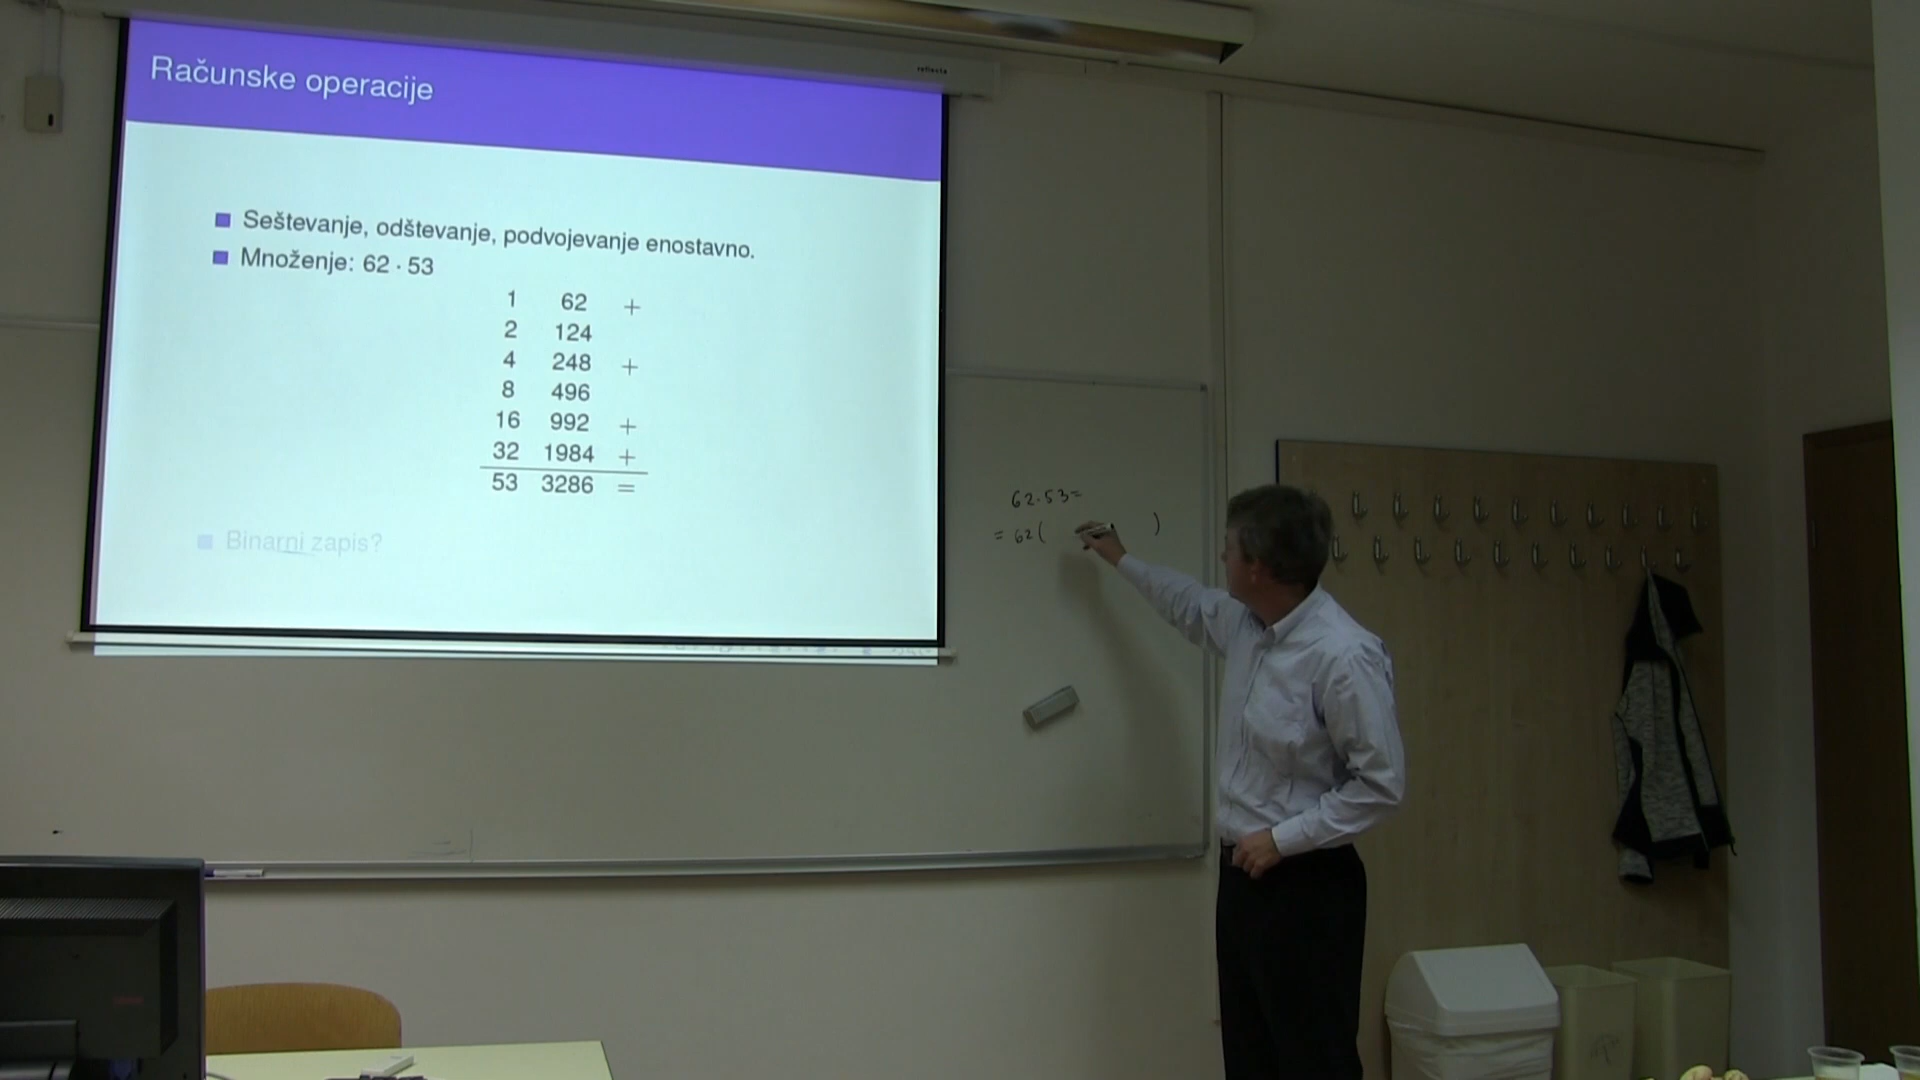 Računske operacije
Seštevanje, odštevanje, podvojevanje enostavno.
Množenje: 62 · 53
1 62 +
2 124
4 248 +
8 496
16 992 +
32 1984 +
53 3286 =
Binarni zapis?
reflecta
62·53=
= 62( )